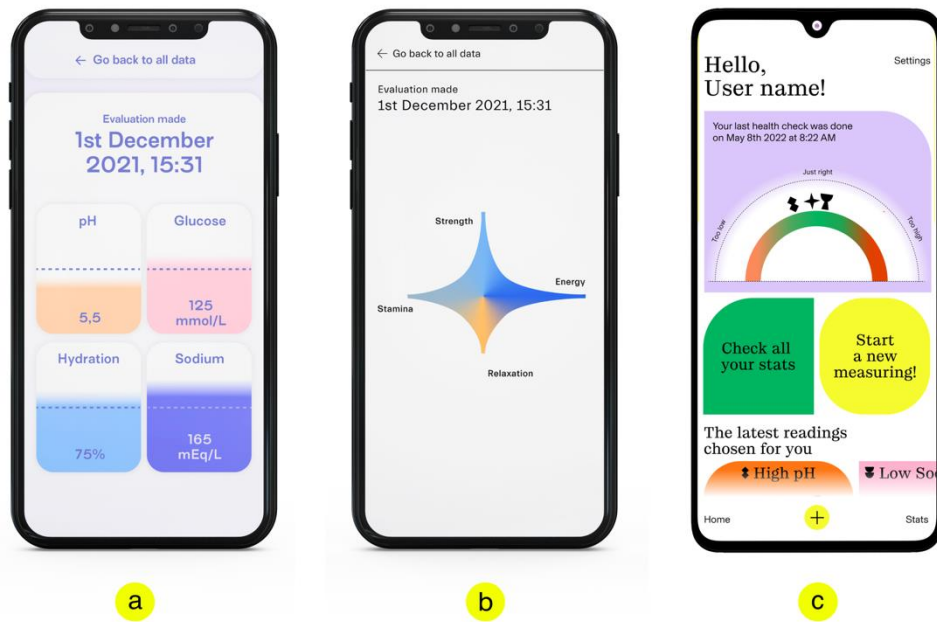 ← Go back to all data
Evaluation made
1st December
2021, 15:31
pH
Glucose
5,5
125
mmol/L
Hydration
Sodium
75%
165
mEq/L
a
← Go back to all data
Evaluation made
1st December 2021, 15:31
Strength
Energy
Stamina
Relaxation
b
Hello,
User name!
Settings
Your last health check was done
on May 8th 2022 at 8:22 AM
Just right
Too low
Too high
Check all
your stats
Start
a new
measuring!
The latest readings
chosen for you
High pH
Low Soc
Home
+
Stats
c